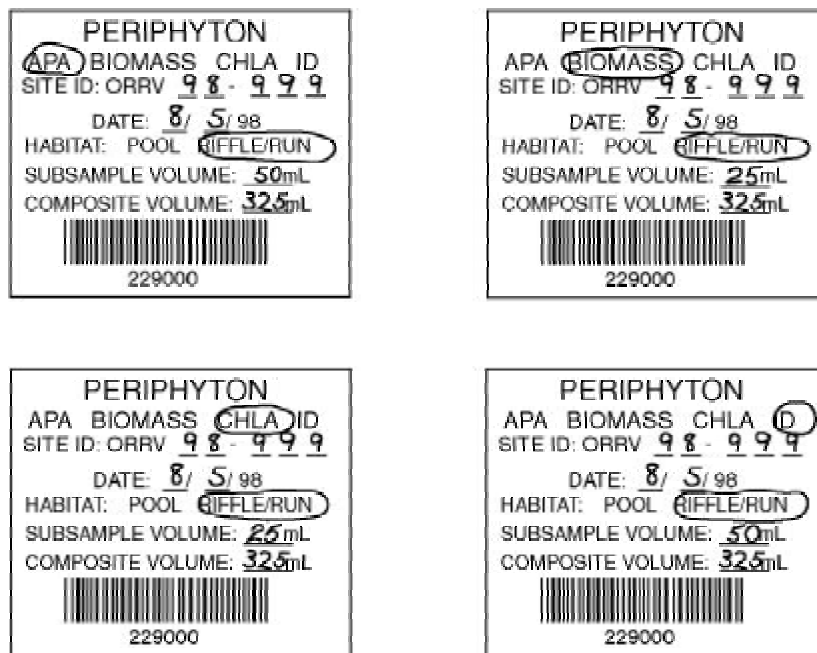 PERIPHYTON
APA BIOMASS CHLA ID
SITE ID: ORRV 98-999
DATE: 8/5/98
HABITAT: POOL RIFFLE/RUN
SUBSAMPLE VOLUME: 50mL
COMPOSITE VOLUME: 325mL
229000
PERIPHYTON
APA BIOMASS CHLA ID
SITE ID: ORRV 98-999
DATE: 8/5/98
HABITAT: POOL RIFFLE/RUN
SUBSAMPLE VOLUME: 25mL
COMPOSITE VOLUME: 325mL
229000
PERIPHYTON
APA BIOMASS CHLA ID
SITE ID: ORRV 98-999
DATE: 8/5/98
HABITAT: POOL RIFFLE/RUN
SUBSAMPLE VOLUME: 25mL
COMPOSITE VOLUME: 325mL
229000
PERIPHYTON
APA BIOMASS CHLA ID
SITE ID: ORRV 98-999
DATE: 8/5/98
HABITAT: POOL RIFFLE/RUN
SUBSAMPLE VOLUME: 50mL
COMPOSITE VOLUME: 325mL
229000